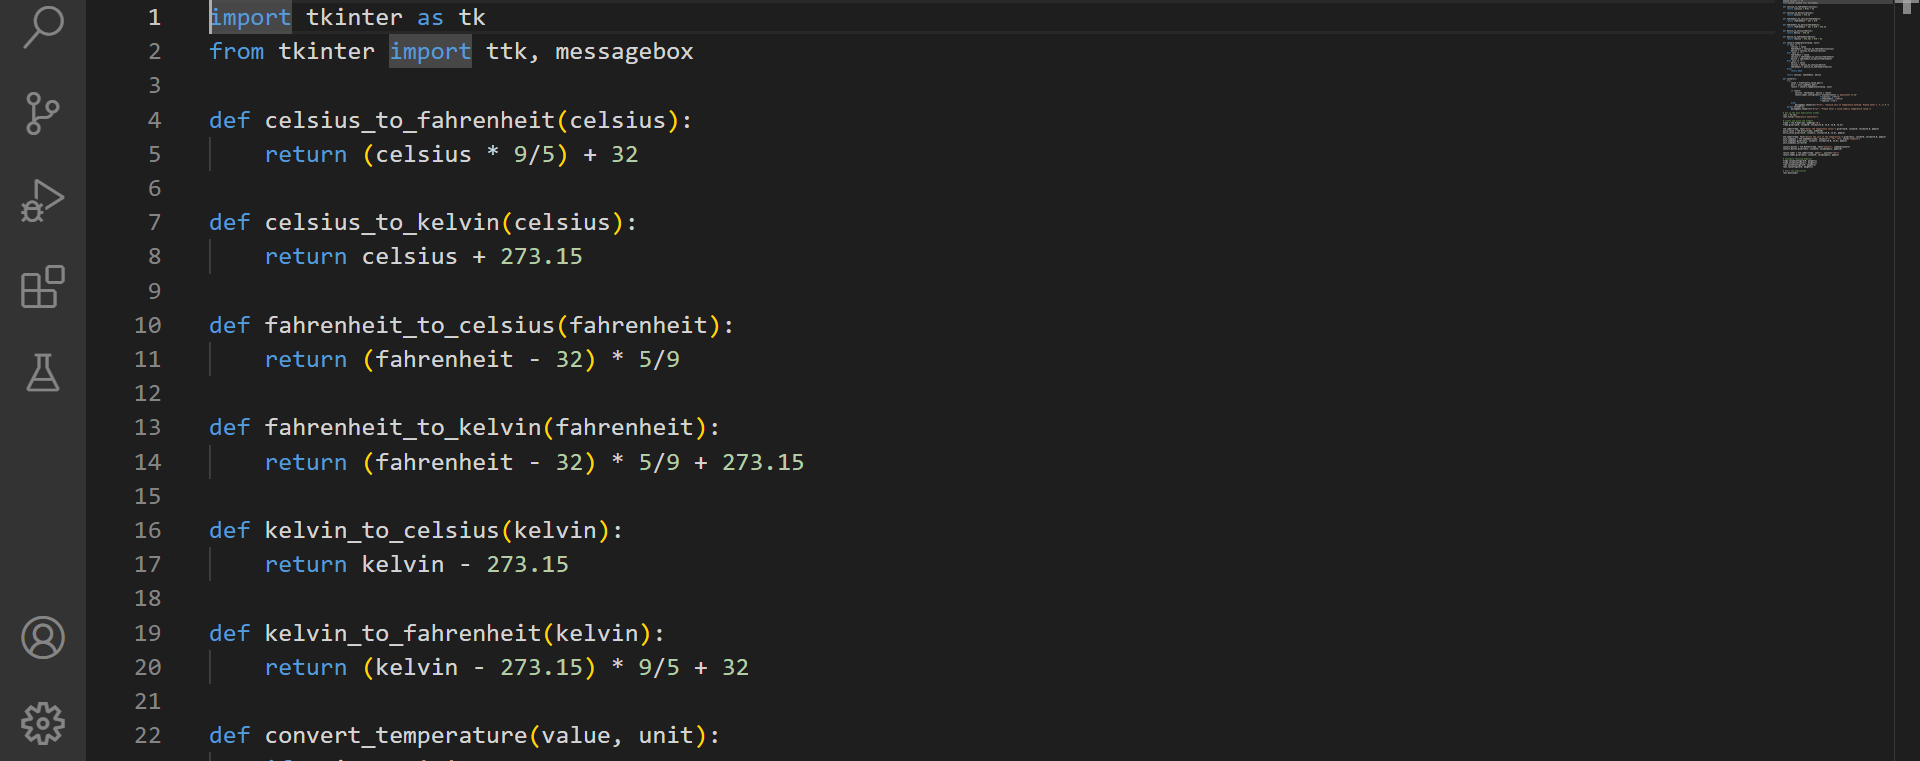 1 import tkinter as tk
2 from tkinter import ttk, messagebox
3
4 def celsius_to_fahrenheit(celsius):
5     return (celsius * 9/5) + 32
6
7 def celsius_to_kelvin(celsius):
8     return celsius + 273.15
9
10 def fahrenheit_to_celsius(fahrenheit):
11     return (fahrenheit - 32) * 5/9
12
13 def fahrenheit_to_kelvin(fahrenheit):
14     return (fahrenheit - 32) * 5/9 + 273.15
15
16 def kelvin_to_celsius(kelvin):
17     return kelvin - 273.15
18
19 def kelvin_to_fahrenheit(kelvin):
20     return (kelvin - 273.15) * 9/5 + 32
21
22 def convert_temperature(value, unit):